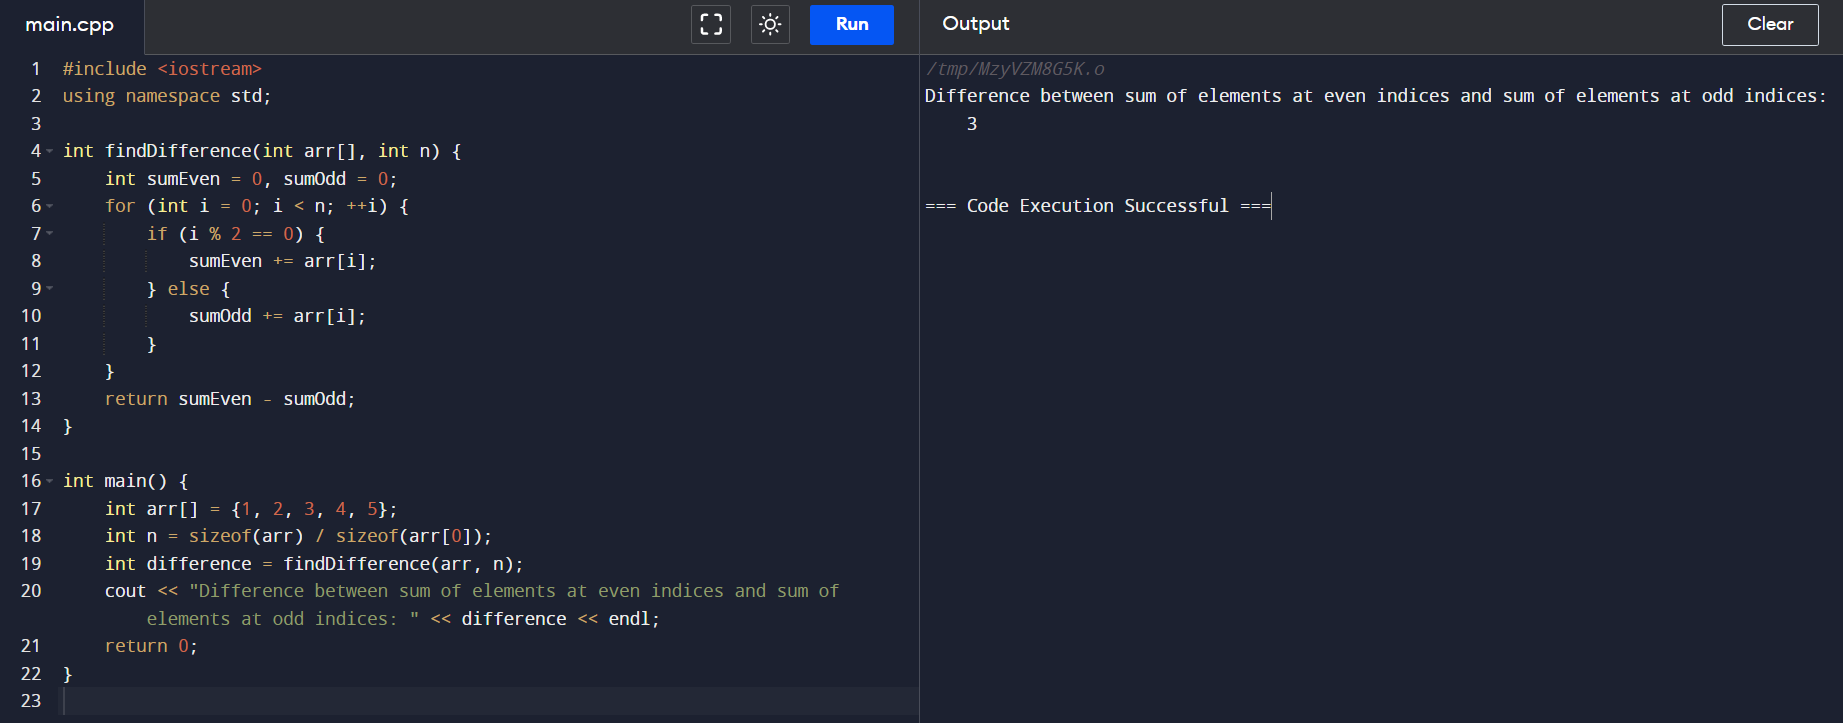 main.cpp
Run
1 #include <iostream>
2 using namespace std;
3
4 int findDifference(int arr[], int n) {
5     int sumEven = 0, sumOdd = 0;
6     for (int i = 0; i < n; ++i) {
7         if (i % 2 == 0) {
8             sumEven += arr[i];
9         } else {
10             sumOdd += arr[i];
11         }
12     }
13     return sumEven - sumOdd;
14 }
15
16 int main() {
17     int arr[] = {1, 2, 3, 4, 5};
18     int n = sizeof(arr) / sizeof(arr[0]);
19     int difference = findDifference(arr, n);
20     cout << "Difference between sum of elements at even indices and sum of
        elements at odd indices: " << difference << endl;
21     return 0;
22 }
23
Output
Clear
/tmp/MzyVZM8G5K.o
Difference between sum of elements at even indices and sum of elements at odd indices:
    3
=== Code Execution Successful ===